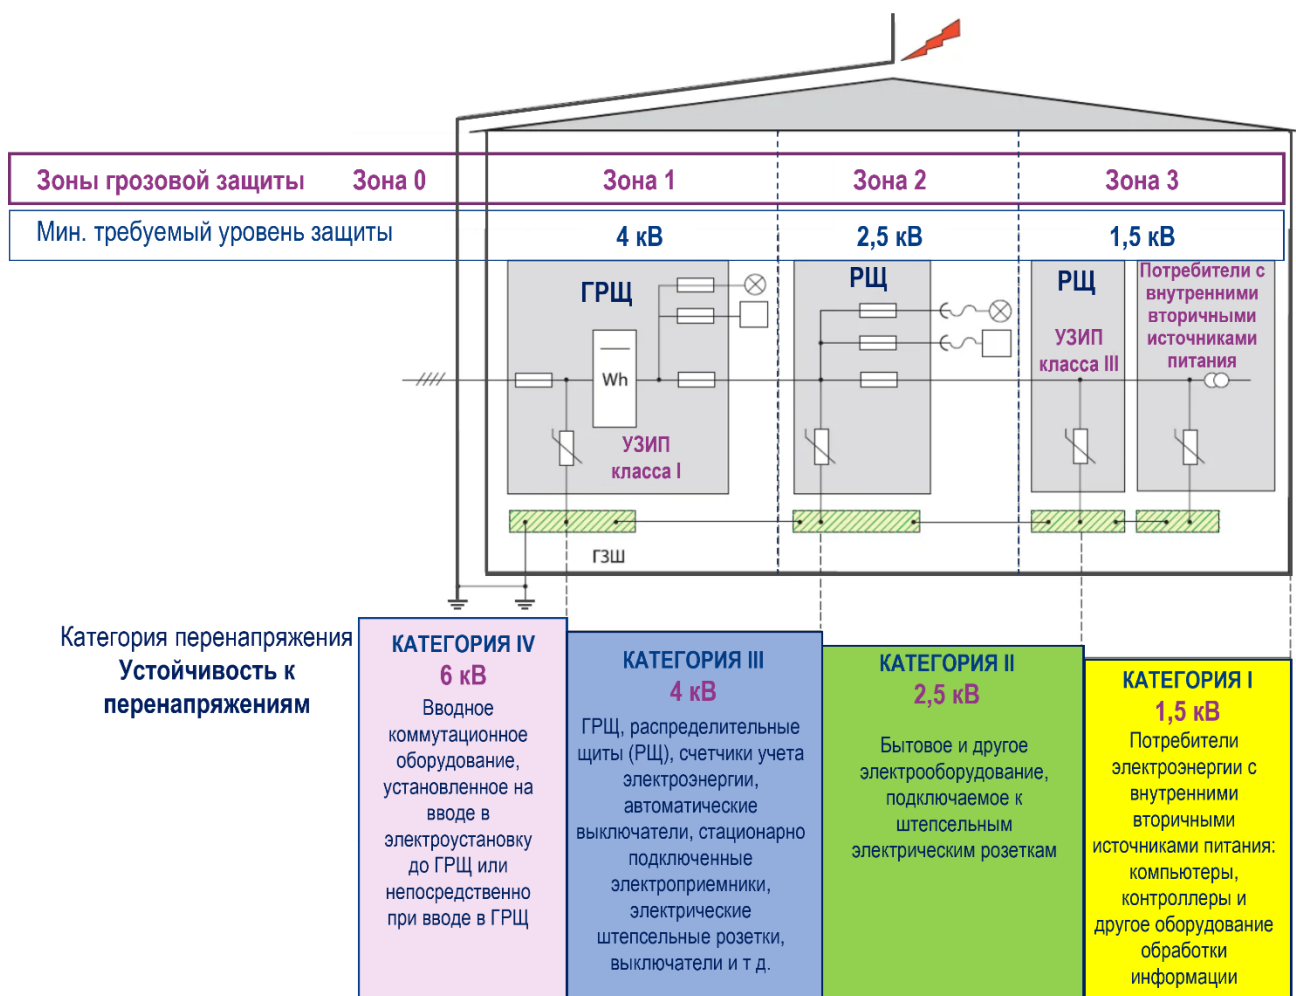 Зоны грозовой защиты Зона 0 Зона 1 Зона 2 Зона 3
Мин. требуемый уровень защиты 4 кВ 2,5 кВ 1,5 кВ
ГРЩ
Wh
УЗИП
класса I
РЩ
РЩ
УЗИП
класса III
Потребители с
внутренними
вторичными
источниками
питания
ГЗШ
Категория перенапряжения
Устойчивость к
перенапряжениям
КАТЕГОРИЯ IV
6 кВ
Вводное
коммутационное
оборудование,
установленное на
вводе в
электроустановку
до ГРЩ или
непосредственно
при вводе в ГРЩ
КАТЕГОРИЯ III
4 кВ
ГРЩ, распределительные
щиты (РЩ), счетчики учета
электроэнергии,
автоматические
выключатели, стационарно
подключенные
электроприемники,
электрические
штепсельные розетки,
выключатели и т д.
КАТЕГОРИЯ II
2,5 кВ
Бытовое и другое
электрооборудование,
подключаемое к
штепсельным
электрическим розеткам
КАТЕГОРИЯ I
1,5 кВ
Потребители
электроэнергии с
внутренними
вторичными
источниками питания:
компьютеры,
контроллеры и
другое оборудование
обработки
информации